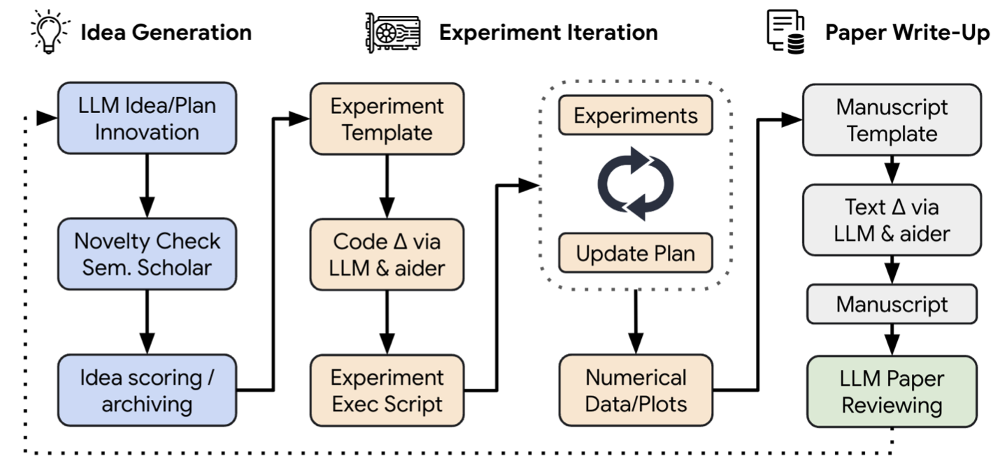 Idea Generation
Experiment Iteration
Paper Write-Up
LLM Idea/Plan
Innovation
Novelty Check
Sem. Scholar
Idea scoring /
archiving
Experiment
Template
Code Δ via
LLM & aider
Experiment
Exec Script
Experiments
Update Plan
Numerical
Data/Plots
Manuscript
Template
Text Δ via
LLM & aider
Manuscript
LLM Paper
Reviewing